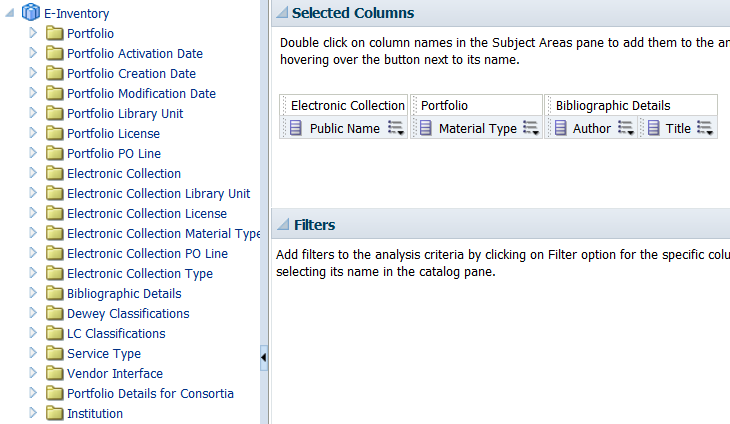 E-Inventory
Portfolio
Portfolio Activation Date
Portfolio Creation Date
Portfolio Modification Date
Portfolio Library Unit
Portfolio License
Portfolio PO Line
Electronic Collection
Electronic Collection Library Unit
Electronic Collection License
Electronic Collection Material Type
Electronic Collection PO Line
Electronic Collection Type
Bibliographic Details
Dewey Classifications
LC Classifications
Service Type
Vendor Interface
Portfolio Details for Consortia
Institution
Selected Columns
Double click on column names in the Subject Areas pane to add them to the an
hovering over the button next to its name.
Electronic Collection Portfolio Bibliographic Details
Public Name Material Type Author Title
Filters
Add filters to the analysis criteria by clicking on Filter option for the specific colu
selecting its name in the catalog pane.